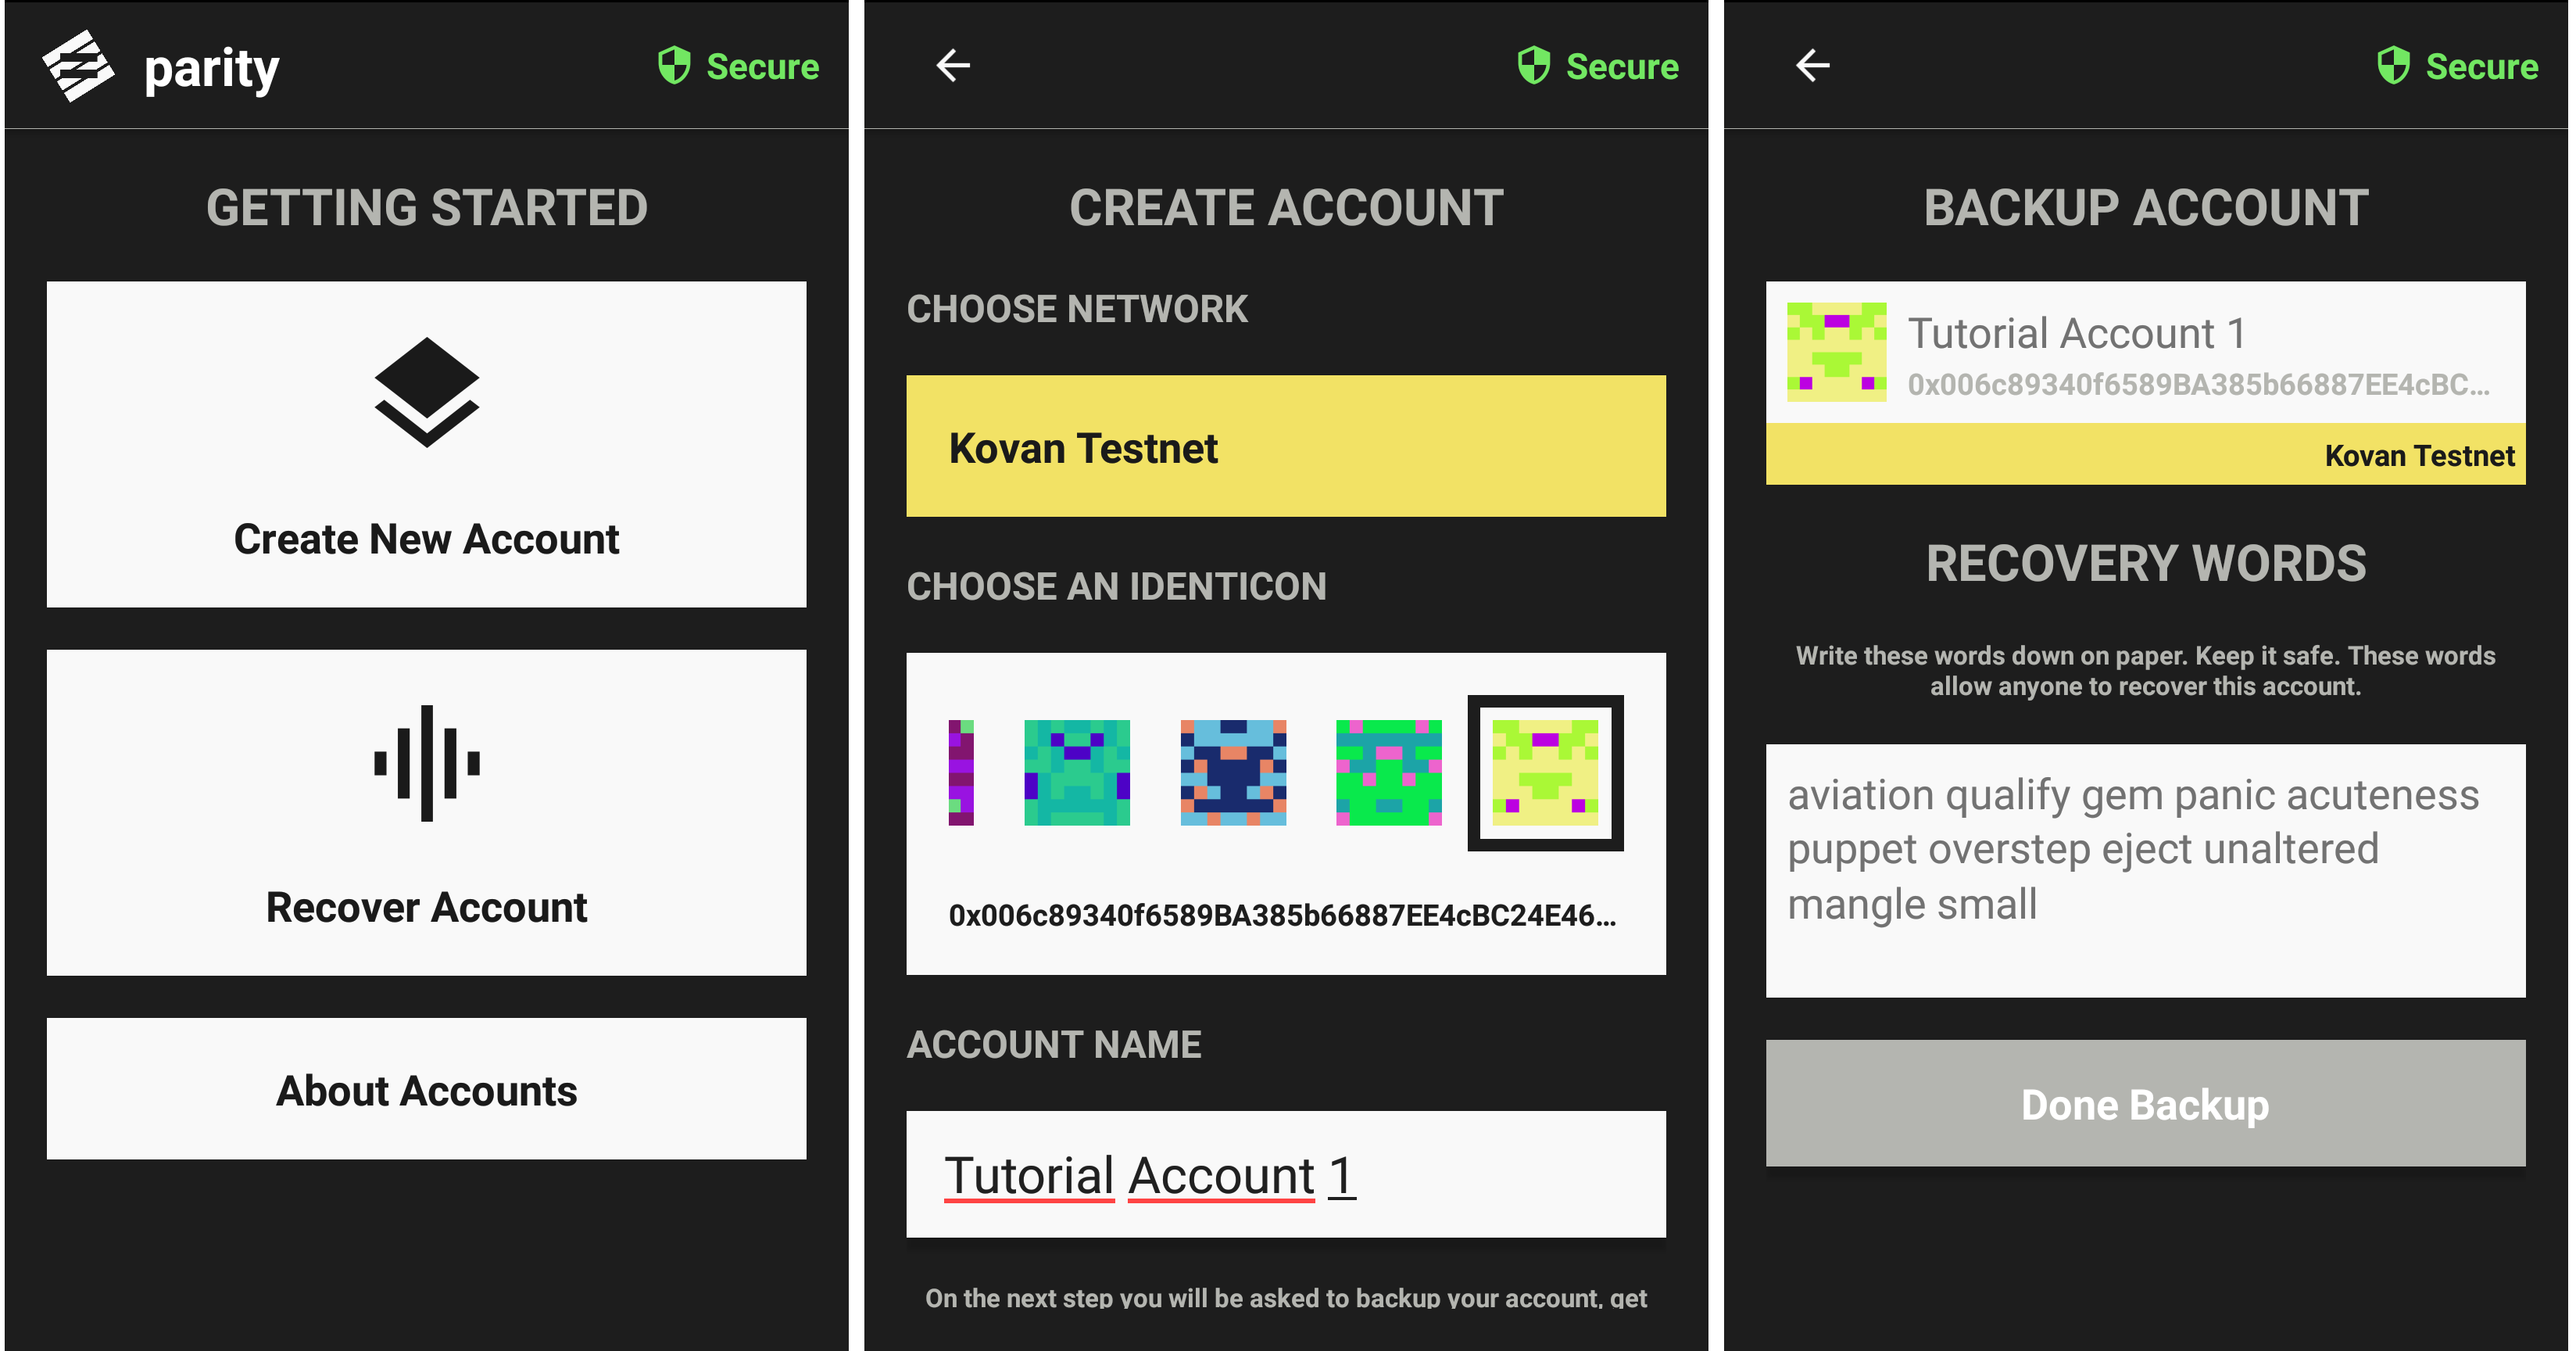 parity
Secure
GETTING STARTED
Create New Account
Recover Account
About Accounts
Secure
CREATE ACCOUNT
CHOOSE NETWORK
Kovan Testnet
CHOOSE AN IDENTICON
0x006c89340f6589BA385b66887EE4cBC24E46...
ACCOUNT NAME
Tutorial Account 1
On the next step you will be asked to backup your account, get
Secure
BACKUP ACCOUNT
Tutorial Account 1
0x006c89340f6589BA385b66887EE4cBC...
Kovan Testnet
RECOVERY WORDS
Write these words down on paper. Keep it safe. These words
allow anyone to recover this account.
aviation qualify gem panic acuteness
puppet overstep eject unaltered
mangle small
Done Backup